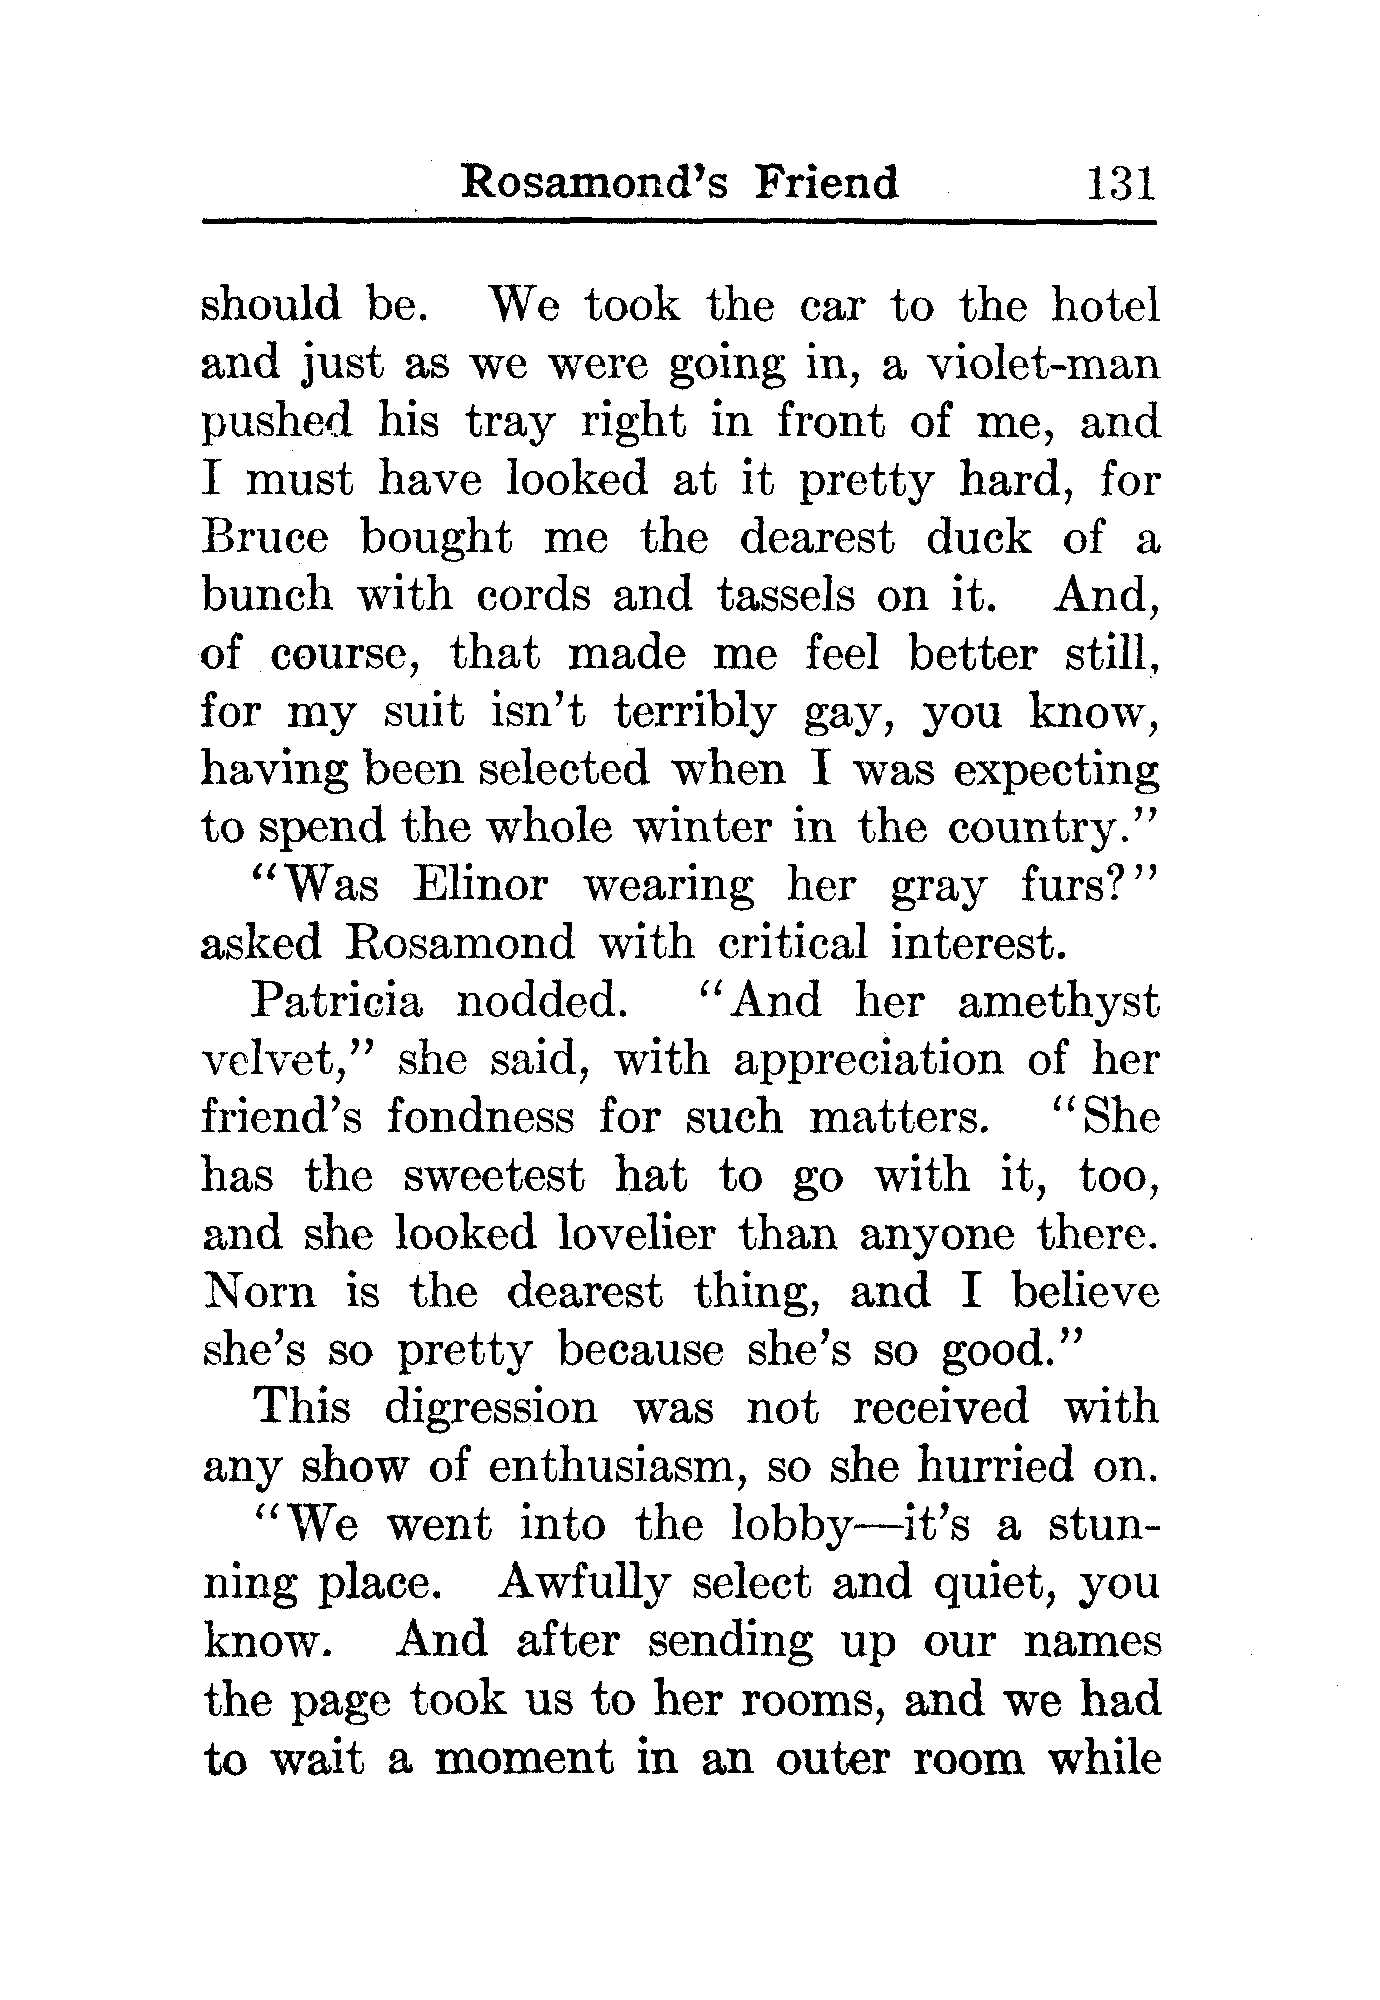 Rosamond's Friend 131
should be. We took the car to the hotel
and just as we were going in, a violet-man
pushed his tray right in front of me, and
I must have looked at it pretty hard, for
Bruce bought me the dearest duck of a
bunch with cords and tassels on it. And,
of course, that made me feel better still,
for my suit isn't terribly gay, you know,
having been selected when I was expecting
to spend the whole winter in the country."
"Was Elinor wearing her gray furs?"
asked Rosamond with critical interest.
Patricia nodded. "And her amethyst
velvet," she said, with appreciation of her
friend's fondness for such matters. "She
has the sweetest hat to go with it, too,
and she looked lovelier than anyone there.
Norn is the dearest thing, and I believe
she's so pretty because she's so good."
This digression was not received with
any show of enthusiasm, so she hurried on.
"We went into the lobby—it's a stun-
ning place. Awfully select and quiet, you
know. And after sending up our names
the page took us to her rooms, and we had
to wait a moment in an outer room while